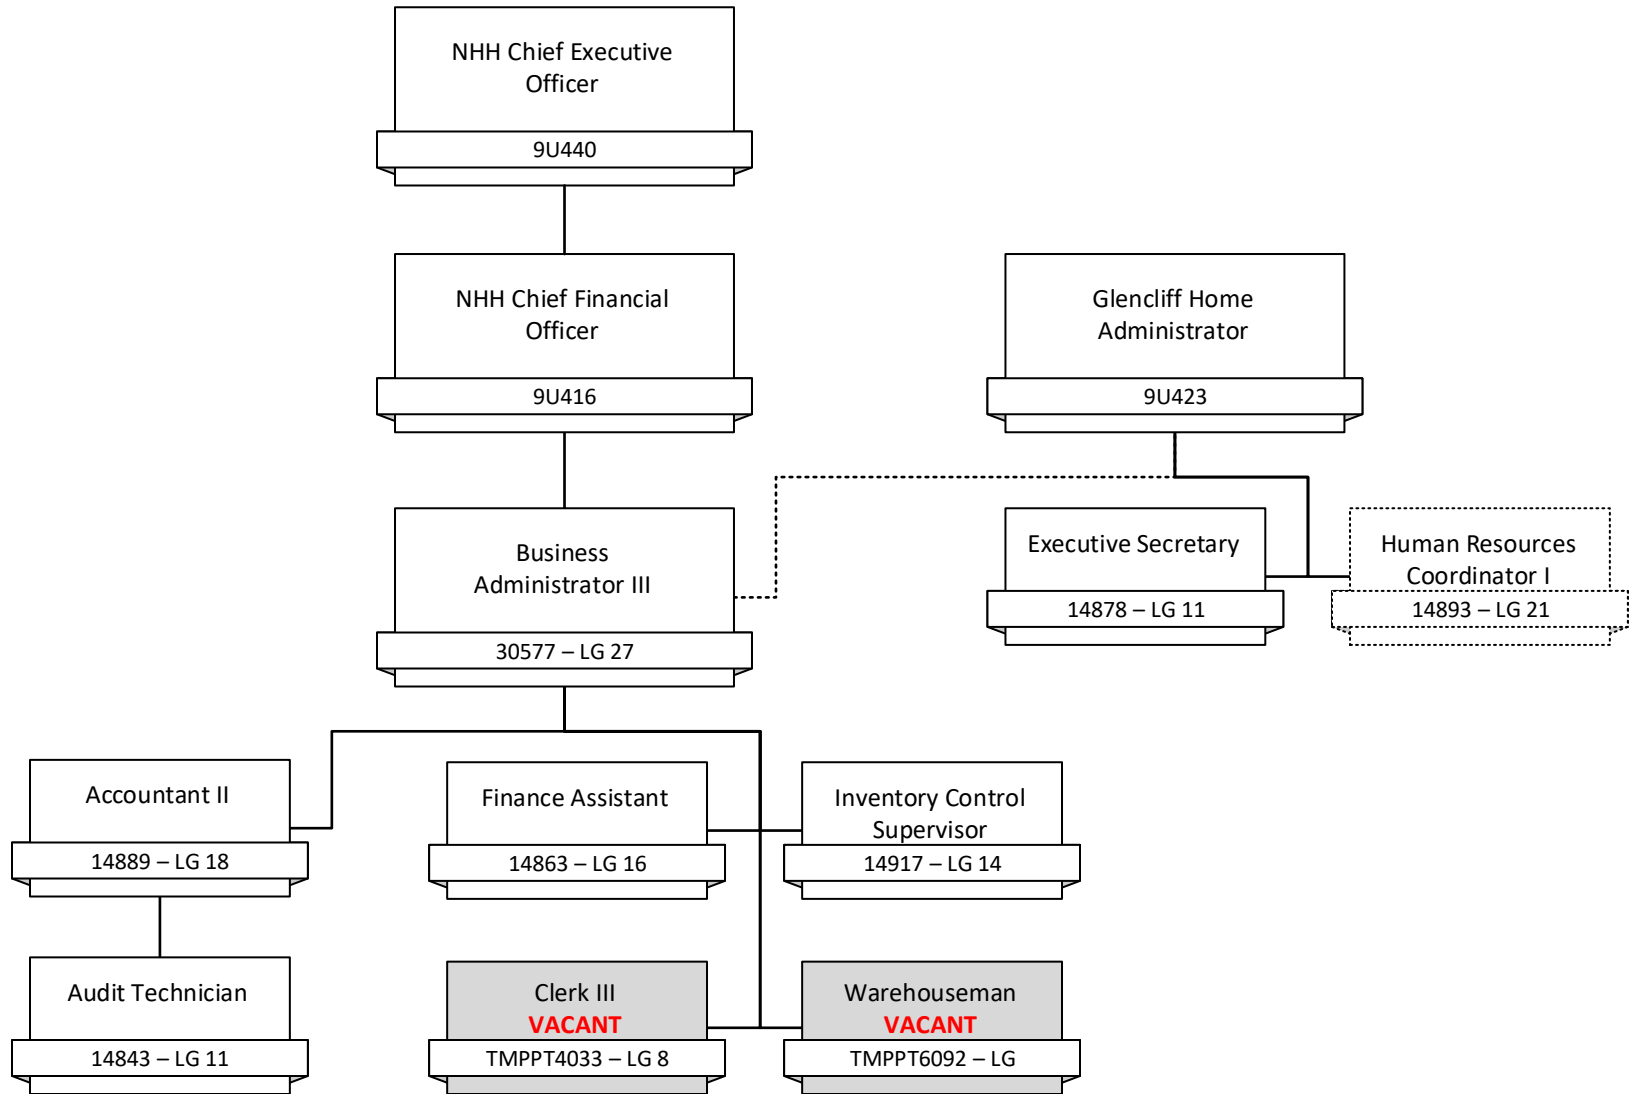 NHH Chief Executive
Officer
9U440
NHH Chief Financial
Officer
9U416
Glencliff Home
Administrator
9U423
Business
Administrator III
30577 – LG 27
Executive Secretary
14878 – LG 11
Human Resources
Coordinator I
14893 – LG 21
Accountant II
14889 – LG 18
Finance Assistant
14863 – LG 16
Inventory Control
Supervisor
14917 – LG 14
Audit Technician
14843 – LG 11
Clerk III
VACANT
TMPPT4033 – LG 8
Warehouseman
VACANT
TMPPT6092 – LG